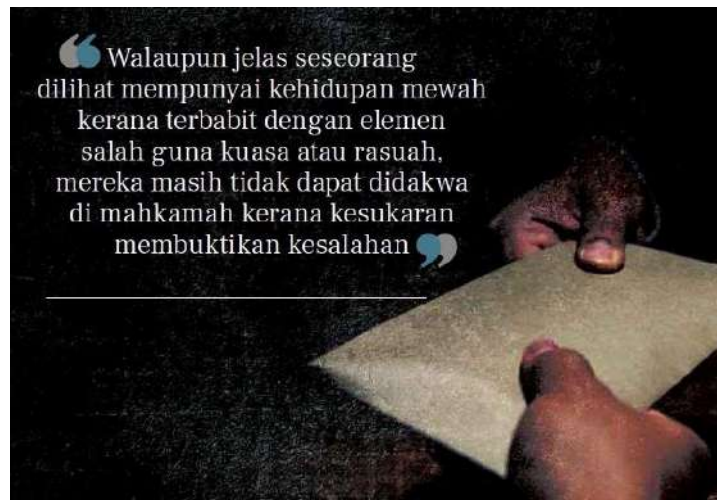 “ Walaupun jelas seseorang
dilihat mempunyai kehidupan mewah
kerana terbabit dengan elemen
salah guna kuasa atau rasuah,
mereka masih tidak dapat didakwa
di mahkamah kerana kesukaran
membuktikan kesalahan ”